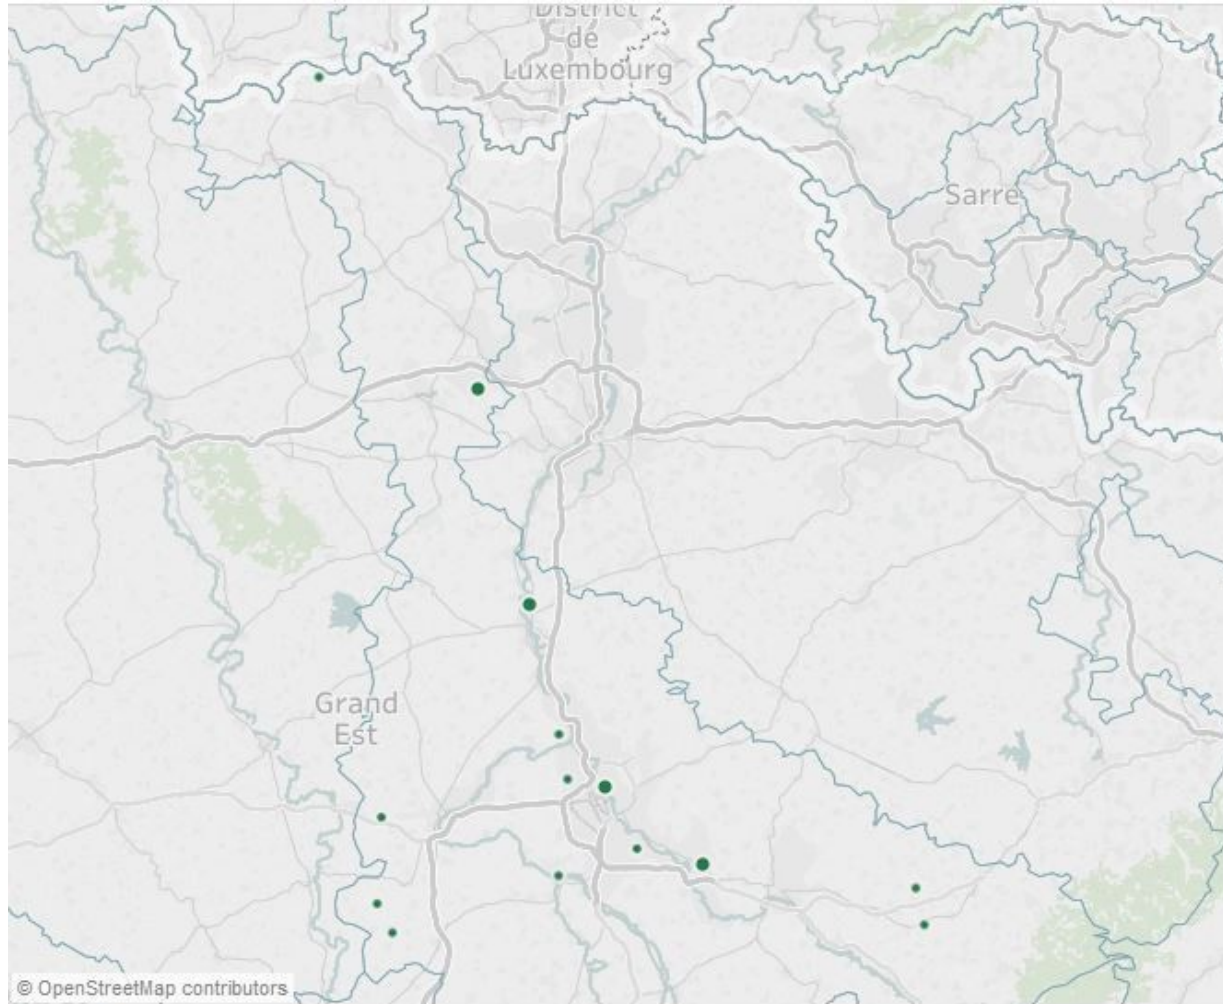 District
de
Luxembourg
Sarre
Grand
Est
© OpenStreetMap contributors